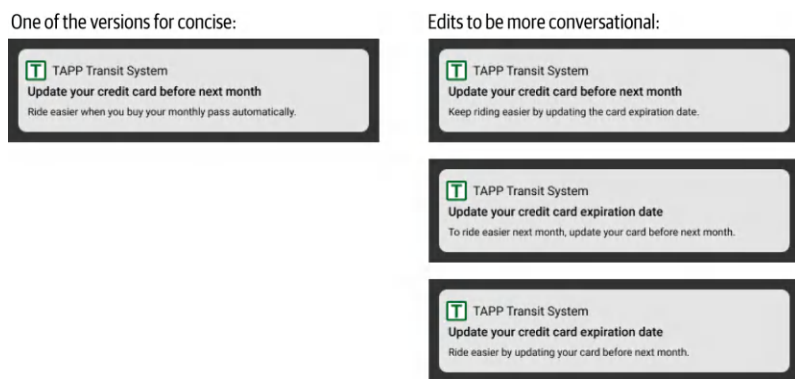 One of the versions for concise:
T TAPP Transit System
Update your credit card before next month
Ride easier when you buy your monthly pass automatically.
Edits to be more conversational:
T TAPP Transit System
Update your credit card before next month
Keep riding easier by updating the card expiration date.
T TAPP Transit System
Update your credit card expiration date
To ride easier next month, update your card before next month.
T TAPP Transit System
Update your credit card expiration date
Ride easier by updating your card before next month.